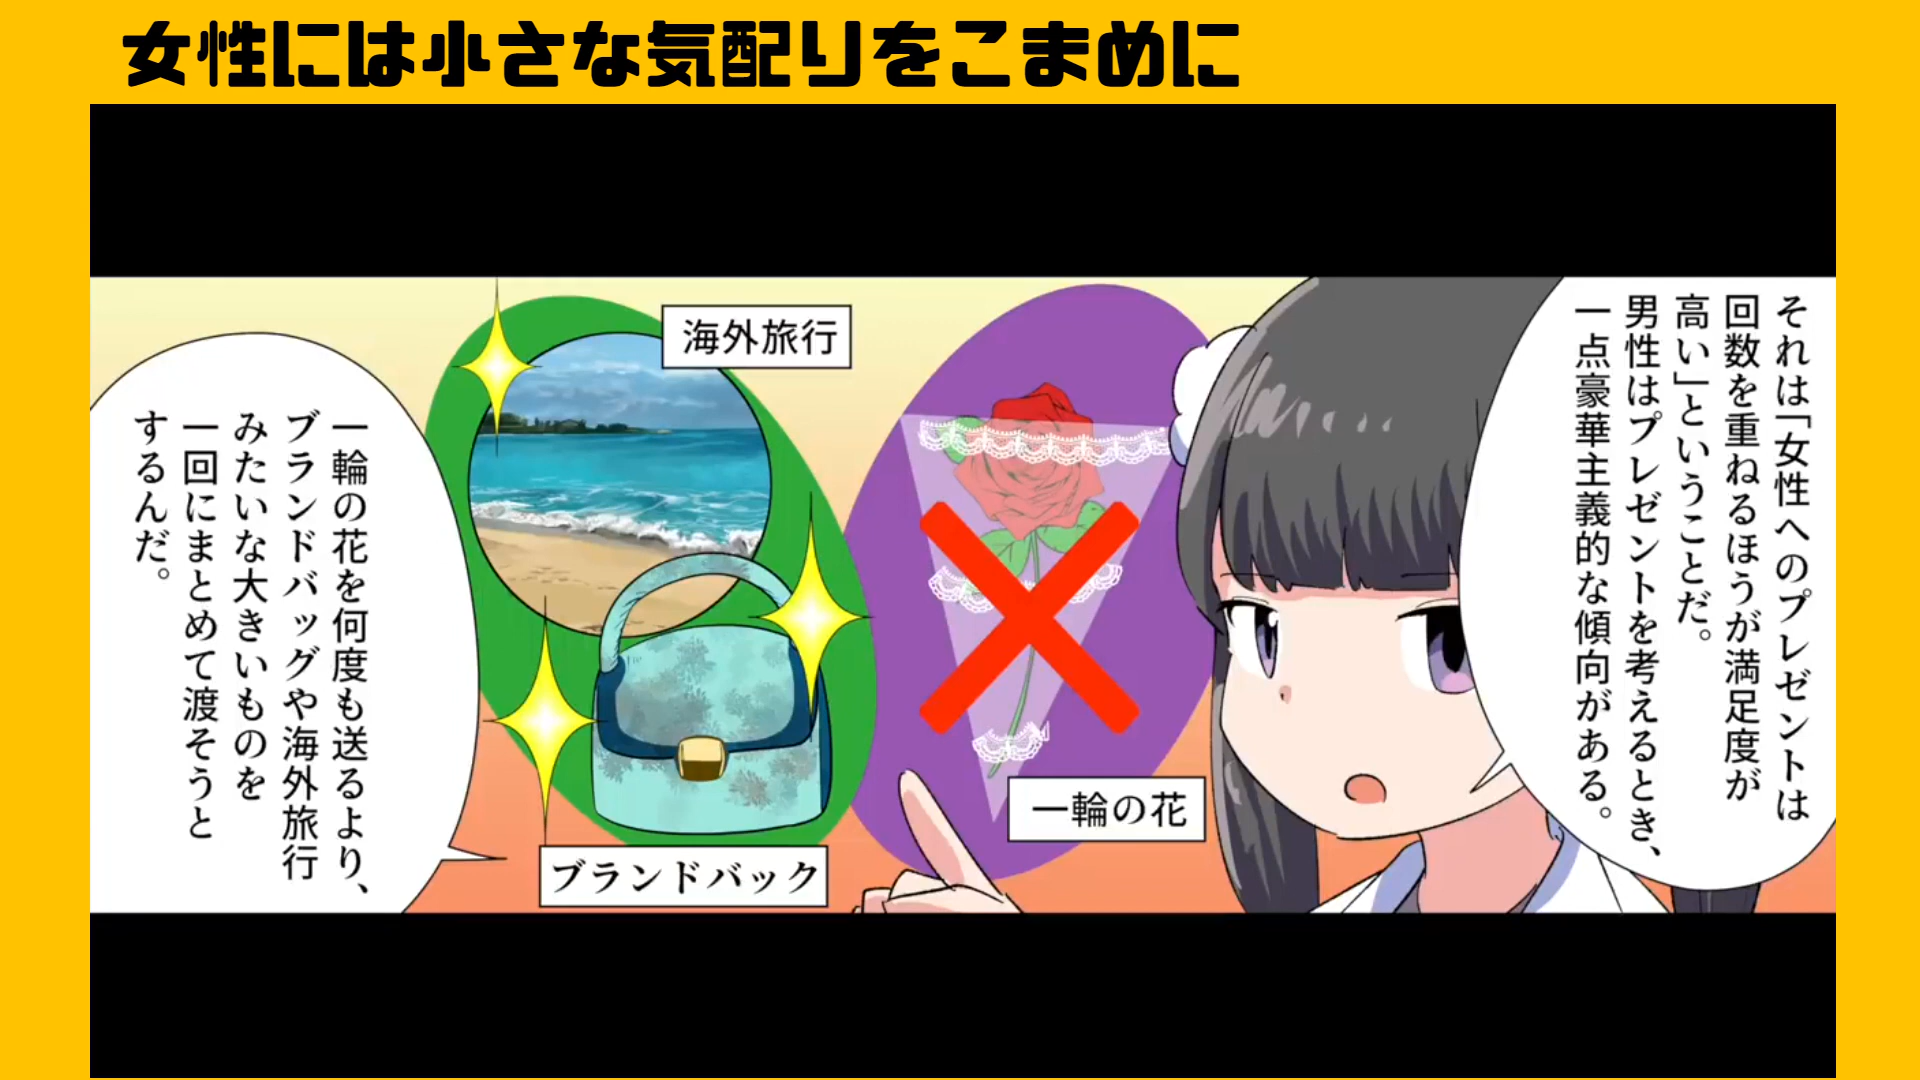 女性には小さな気配りをこまめに
それは「女性へのプレゼントは
回数を重ねるほうが満足度が
高い」ということだ。
男性はプレゼントを考えるとき、
一点豪華主義的な傾向がある。
一輪の花
海外旅行
ブランドバック
一輪の花を何度も送るより、
ブランドバッグや海外旅行
みたいな大きいものを
一回にまとめて渡そうと
するんだ。